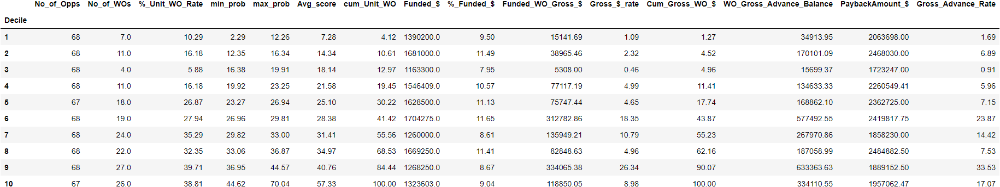 No_of_Opps No_of_WOs %_Unit_WO_Rate min_prob max_prob Avg_score cum_Unit_WO Funded_$ %_Funded_$ Funded_WO_Gross_$ Gross_$_rate Cum_Gross_WO_$ WO_Gross_Advance_Balance PaybackAmount_$ Gross_Advance_Rate
Decile
1 68 7.0 10.29 2.29 12.26 7.28 4.12 1390200.0 9.50 15141.69 1.09 1.27 34913.95 2063698.00 1.69
2 68 11.0 16.18 12.35 16.34 14.34 10.61 1681000.0 11.49 38965.46 2.32 4.52 170101.09 2468030.00 6.89
3 68 4.0 5.88 16.38 19.91 18.14 12.97 1163300.0 7.95 5308.00 0.46 4.96 15699.37 1723247.00 0.91
4 68 11.0 16.18 19.92 23.25 21.58 19.45 1546409.0 10.57 77117.19 4.99 11.41 134633.33 2260549.41 5.96
5 67 18.0 26.87 23.27 26.94 25.10 30.22 1628500.0 11.13 75747.44 4.65 17.74 168862.10 2362725.00 7.15
6 68 19.0 27.94 26.96 29.81 28.38 41.42 1704275.0 11.65 312782.86 18.35 43.87 577492.55 2419817.75 23.87
7 68 24.0 35.29 29.82 33.00 31.41 55.56 1260000.0 8.61 135949.21 10.79 55.23 267970.86 1858230.00 14.42
8 68 22.0 32.35 33.06 36.87 34.97 68.53 1669250.0 11.41 82848.63 4.96 62.16 187058.99 2484882.50 7.53
9 68 27.0 39.71 36.95 44.57 40.76 84.44 1268250.0 8.67 334065.38 26.34 90.07 633363.63 1889152.50 33.53
10 67 26.0 38.81 44.62 70.04 57.33 100.00 1323603.0 9.04 118850.05 8.98 100.00 334110.55 1957062.47 17.07